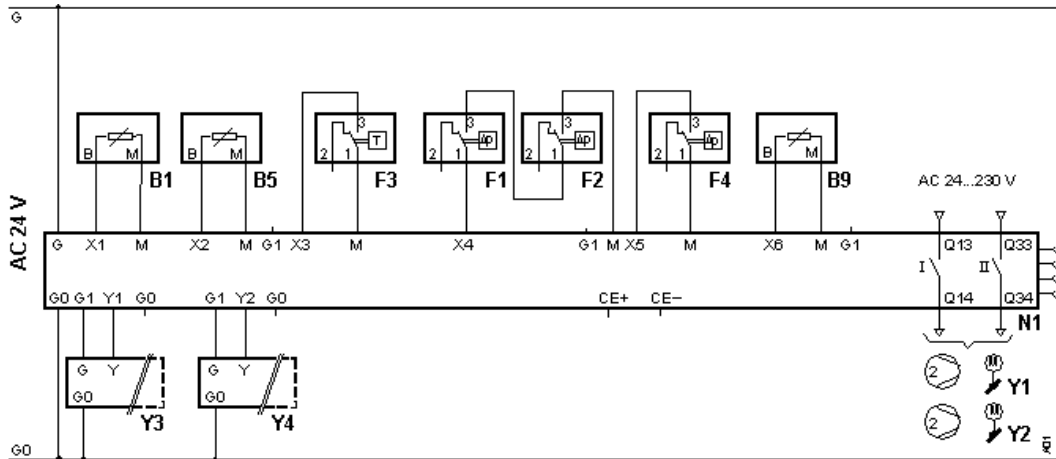 G
3 3 3 3
T Δp Δp Δp
B M B M 2 1 2 1 2 1 2 1 B M
B1 B5 F3 F1 F2 F4 B9
AC 24...230 V
AC 24 V
G X1 M X2 M G1 X3 M X4 G1 M X5 M X6 M G1 Q13 Q33
I II
G0 G1 Y1 G0 G1 Y2 G0 CE+ CE− Q14 Q34
N1
G Y G Y
G0 G0
Y3 Y4
2 M Y1
2 M Y2
G0